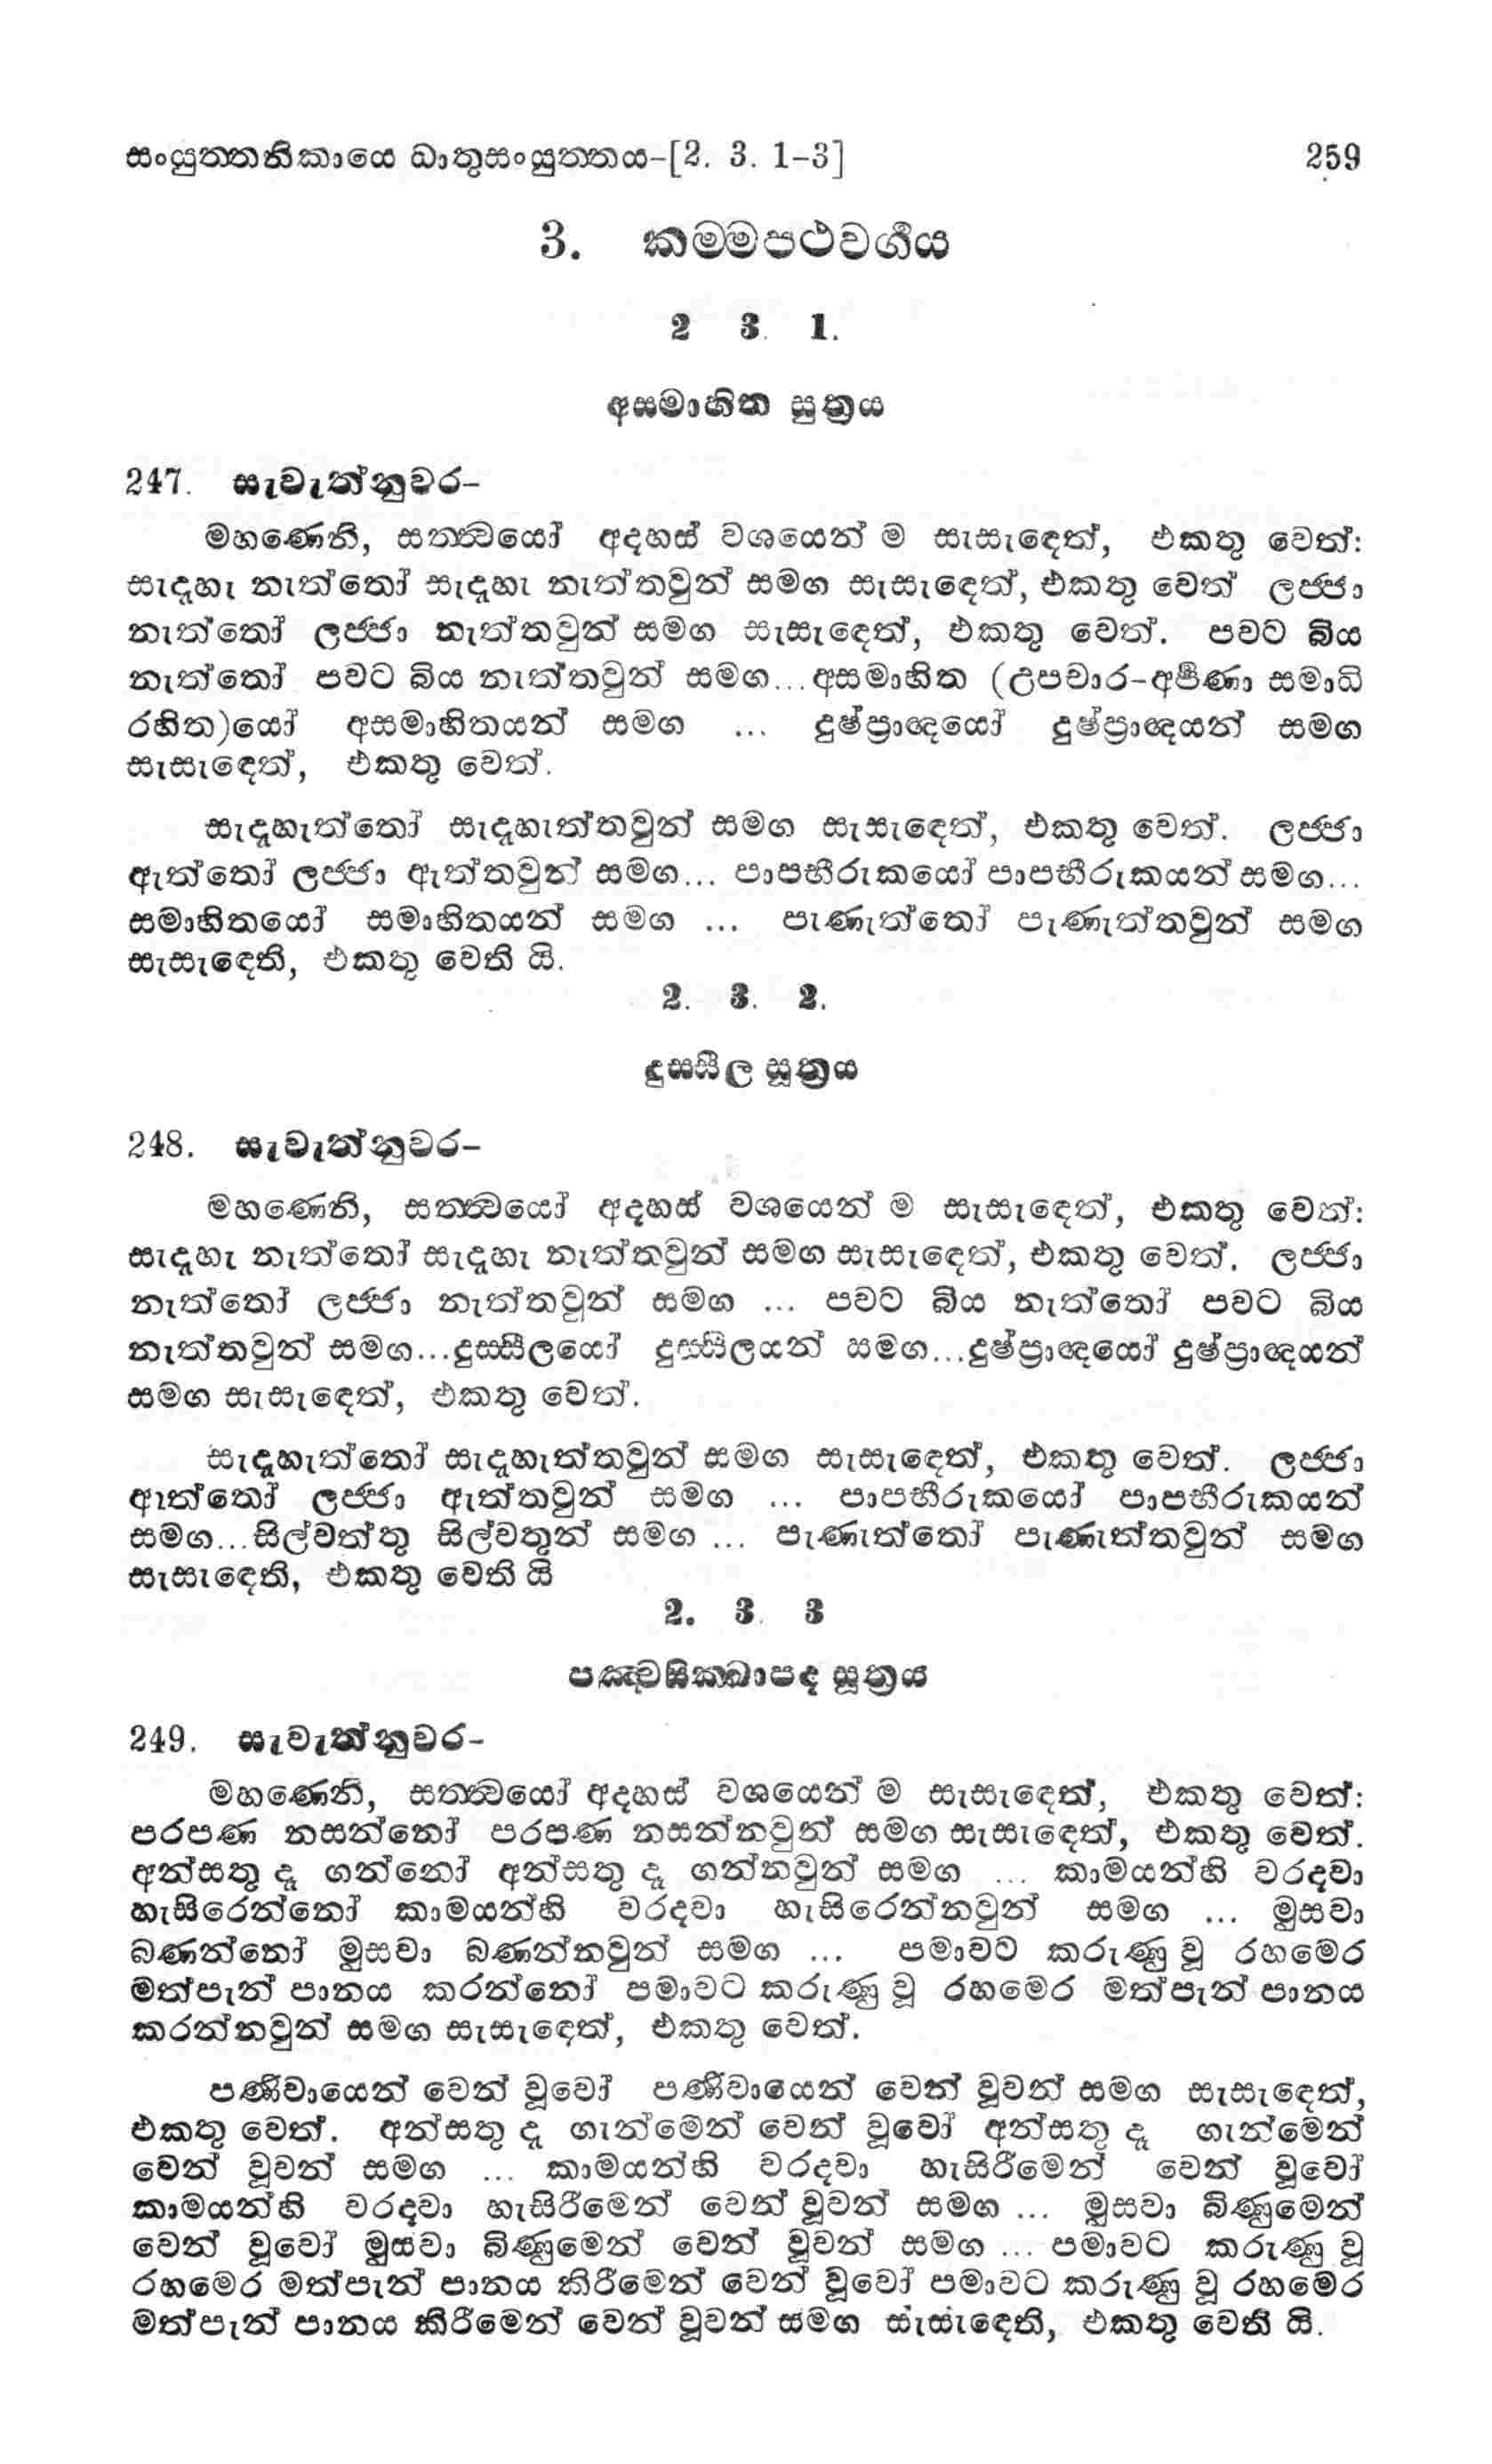 සංයුත්තනිකායෙ ධාතුසංයුත්තය-[2. 3. 1-3] 259
3. කම්මපථවර්ගය
2 3. 1.
අසමාහිත සුත්‍රය
247. සැවැත්නුවර-
මහණෙනි, සත්ත්‍වයෝ අදහස් වශයෙන් ම සැසැඳෙත්, එකතු වෙත්:
සැදැහැ නැත්තෝ සැදැහැ නැත්තවුන් සමග සැසැඳෙත්, එකතු වෙත් ලජ්ජා
නැත්තෝ ලජ්ජා නැත්තවුන් සමග සැසැඳෙත්, එකතු වෙත්. පවට බිය
නැත්තෝ පවට බිය නැත්තවුන් සමග...අසමාහිත (උපචාර-අර්පණා සමාධි
රහිත)යෝ අසමාහිතයන් සමග ... දුෂ්ප්‍රාඥයෝ දුෂ්ප්‍රාඥයන් සමග
සැසැඳෙත්, එකතු වෙත්.
සැදැහැත්තෝ සැදැහැත්තවුන් සමග සැසැඳෙත්, එකතු වෙත්. ලජ්ජා
ඇත්තෝ ලජ්ජා ඇත්තවුන් සමග... පාපභීරුකයෝ පාපභීරුකයන් සමග...
සමාහිතයෝ සමාහිතයන් සමග ... පැණැත්තෝ පැණැත්තවුන් සමග
සැසැඳෙති, එකතු වෙති යි.
2. 3. 2.
දුස්සීල සූත්‍රය
248. සැවැත්නුවර-
මහණෙනි, සත්ත්‍වයෝ අදහස් වශයෙන් ම සැසැඳෙත්, එකතු වෙත්:
සැදැහැ නැත්තෝ සැදැහැ නැත්තවුන් සමග සැසැඳෙත්, එකතු වෙත්. ලජ්ජා
නැත්තෝ ලජ්ජා නැත්තවුන් සමග ... පවට බිය නැත්තෝ පවට බිය
නැත්තවුන් සමග...දුස්සීලයෝ දුස්සීලයන් සමග...දුෂ්ප්‍රාඥයෝ දුෂ්ප්‍රාඥයන්
සමග සැසැඳෙත්, එකතු වෙත්.
සැදැහැත්තෝ සැදැහැත්තවුන් සමග සැසැඳෙත්, එකතු වෙත්. ලජ්ජා
ඇත්තෝ ලජ්ජා ඇත්තවුන් සමග ... පාපභීරුකයෝ පාපභීරුකයන්
සමග...සිල්වත්තු සිල්වතුන් සමග ... පැණැත්තෝ පැණැත්තවුන් සමග
සැසැඳෙති, එකතු වෙති යි
2. 3. 3
පඤ්චසික්ඛාපද සූත්‍රය
249. සැවැත්නුවර-
මහණෙනි, සත්ත්‍වයෝ අදහස් වශයෙන් ම සැසැඳෙත්, එකතු වෙත්:
පරපණ නසන්නෝ පරපණ නසන්නවුන් සමග සැසැඳෙත්, එකතු වෙත්.
අන්සතු දෑ ගන්නෝ අන්සතු දෑ ගන්නවුන් සමග ... කාමයන්හි වරදවා
හැසිරෙන්නෝ කාමයන්හි වරදවා හැසිරෙන්නවුන් සමග ... මුසවා
බණන්නෝ මුසවා බණන්නවුන් සමග ... පමාවට කරුණු වූ රහමෙර
මත්පැන් පානය කරන්නෝ පමාවට කරුණු වූ රහමෙර මත්පැන් පානය
කරන්නවුන් සමග සැසැඳෙත්, එකතු වෙත්.
පණිවායෙන් වෙන් වූවෝ පණිවායෙන් වෙන් වූවන් සමග සැසැඳෙත්,
එකතු වෙත්. අන්සතු දෑ ගැන්මෙන් වෙන් වූවෝ අන්සතු දෑ ගැන්මෙන්
වෙන් වූවන් සමග ... කාමයන්හි වරදවා හැසිරීමෙන් වෙන් වූවෝ
කාමයන්හි වරදවා හැසිරීමෙන් වෙන් වූවන් සමග ... මුසවා බිණුමෙන්
වෙන් වූවෝ මුසවා බිණුමෙන් වෙන් වූවන් සමග ... පමාවට කරුණු වූ
රහමෙර මත්පැන් පානය කිරීමෙන් වෙන් වූවෝ පමාවට කරුණු වූ රහමෙර
මත්පැන් පානය කිරීමෙන් වෙන් වූවන් සමග සැසැඳෙති, එකතු වෙති යි.